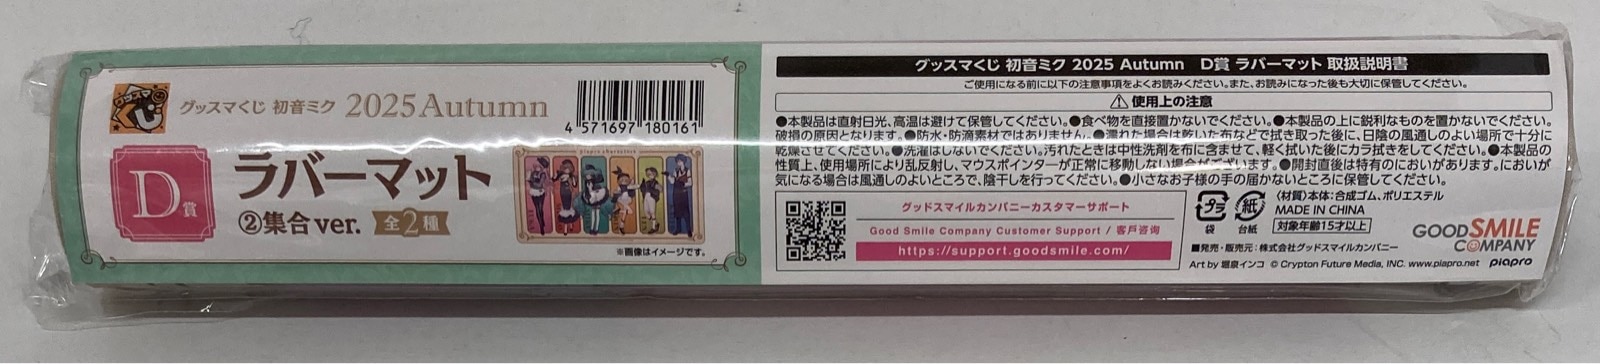 グッスマ
グッスマくじ 初音ミク 2025 Autumn
4 571697 180161
D賞
ラバーマット
②集合 ver. 全2種
piapro characters
※画像はイメージです。
グッスマくじ 初音ミク 2025 Autumn D賞 ラバーマット 取扱説明書
ご使用になる前に以下の注意事項をよくお読みください。また、お読みになった後も大切に保管してください。
⚠使用上の注意
●本製品は直射日光、高温は避けて保管してください。●食べ物を直接置かないでください。●本製品の上に鋭利なものを置かないでください。
破損の原因となります。●防水・防滴素材ではありません。●濡れた場合は乾いた布などで拭き取った後に、日陰の風通しのよい場所で十分に
乾燥させてください。●洗濯はしないでください。汚れたときは中性洗剤を布に含ませて、軽く拭いた後にカラ拭きをしてください。●本製品の
性質上、使用場所により乱反射し、マウスポインターが正常に移動しない場合がございます。●開封直後は特有のにおいがあります。においが
気になる場合は風通しのよいところで、陰干しを行ってください。●小さなお子様の手の届かないところに保管してください。
グッドスマイルカンパニーカスタマーサポート
Good Smile Company Customer Support / 客戶咨询
https://support.goodsmile.com/
プラ 袋
紙 台紙
〈材質〉本体:合成ゴム、ポリエステル
MADE IN CHINA
対象年齢15才以上
■発売・販売元:株式会社グッドスマイルカンパニー
GOOD SMILE COMPANY
Art by 堀泉インコ © Crypton Future Media, INC. www.piapro.net piapro